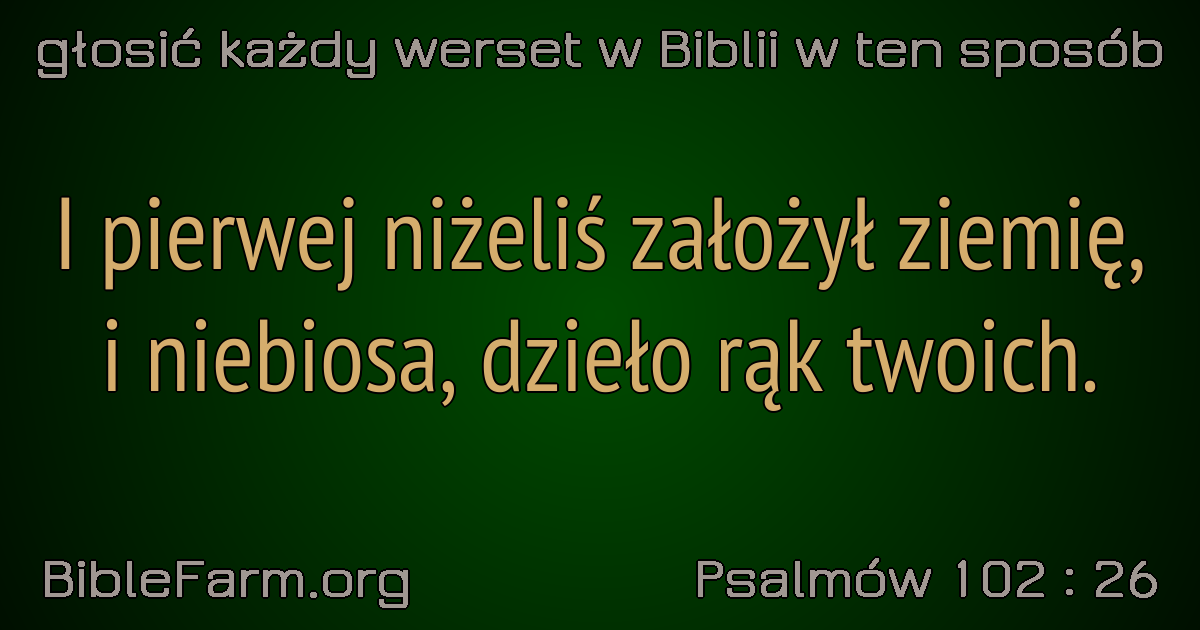 głosić każdy werset w Biblii w ten sposób
I pierwej niżeliś założył ziemię,
i niebiosa, dzieło rąk twoich.
BibleFarm.org
Psalmów 102 : 26